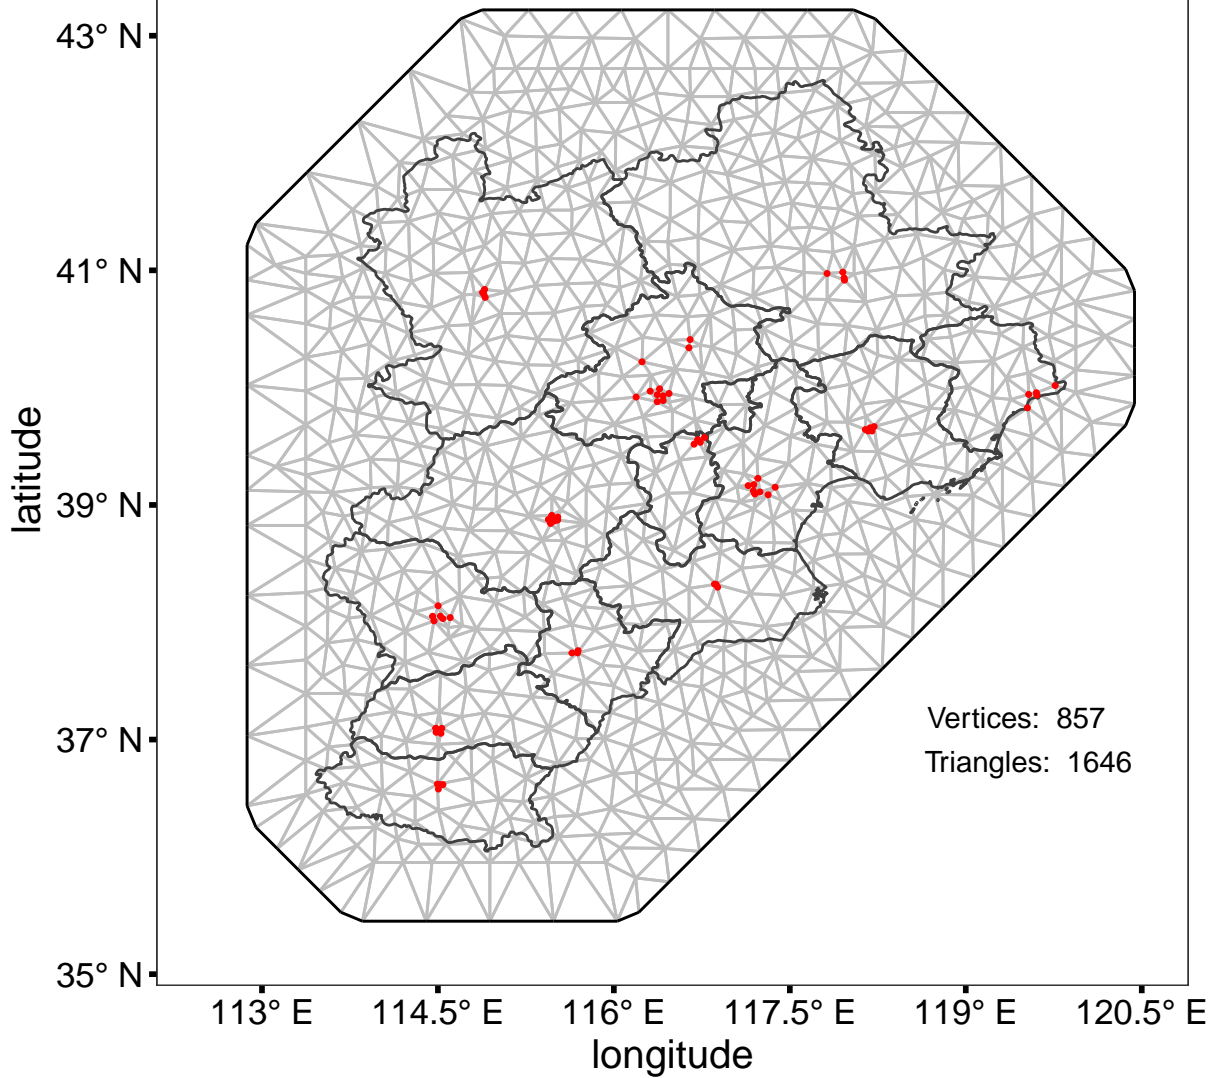 43° N
41° N
39° N
37° N
35° N
latitude
Vertices: 857
Triangles: 1646
113° E
114.5° E
116° E
117.5° E
119° E
120.5° E
longitude